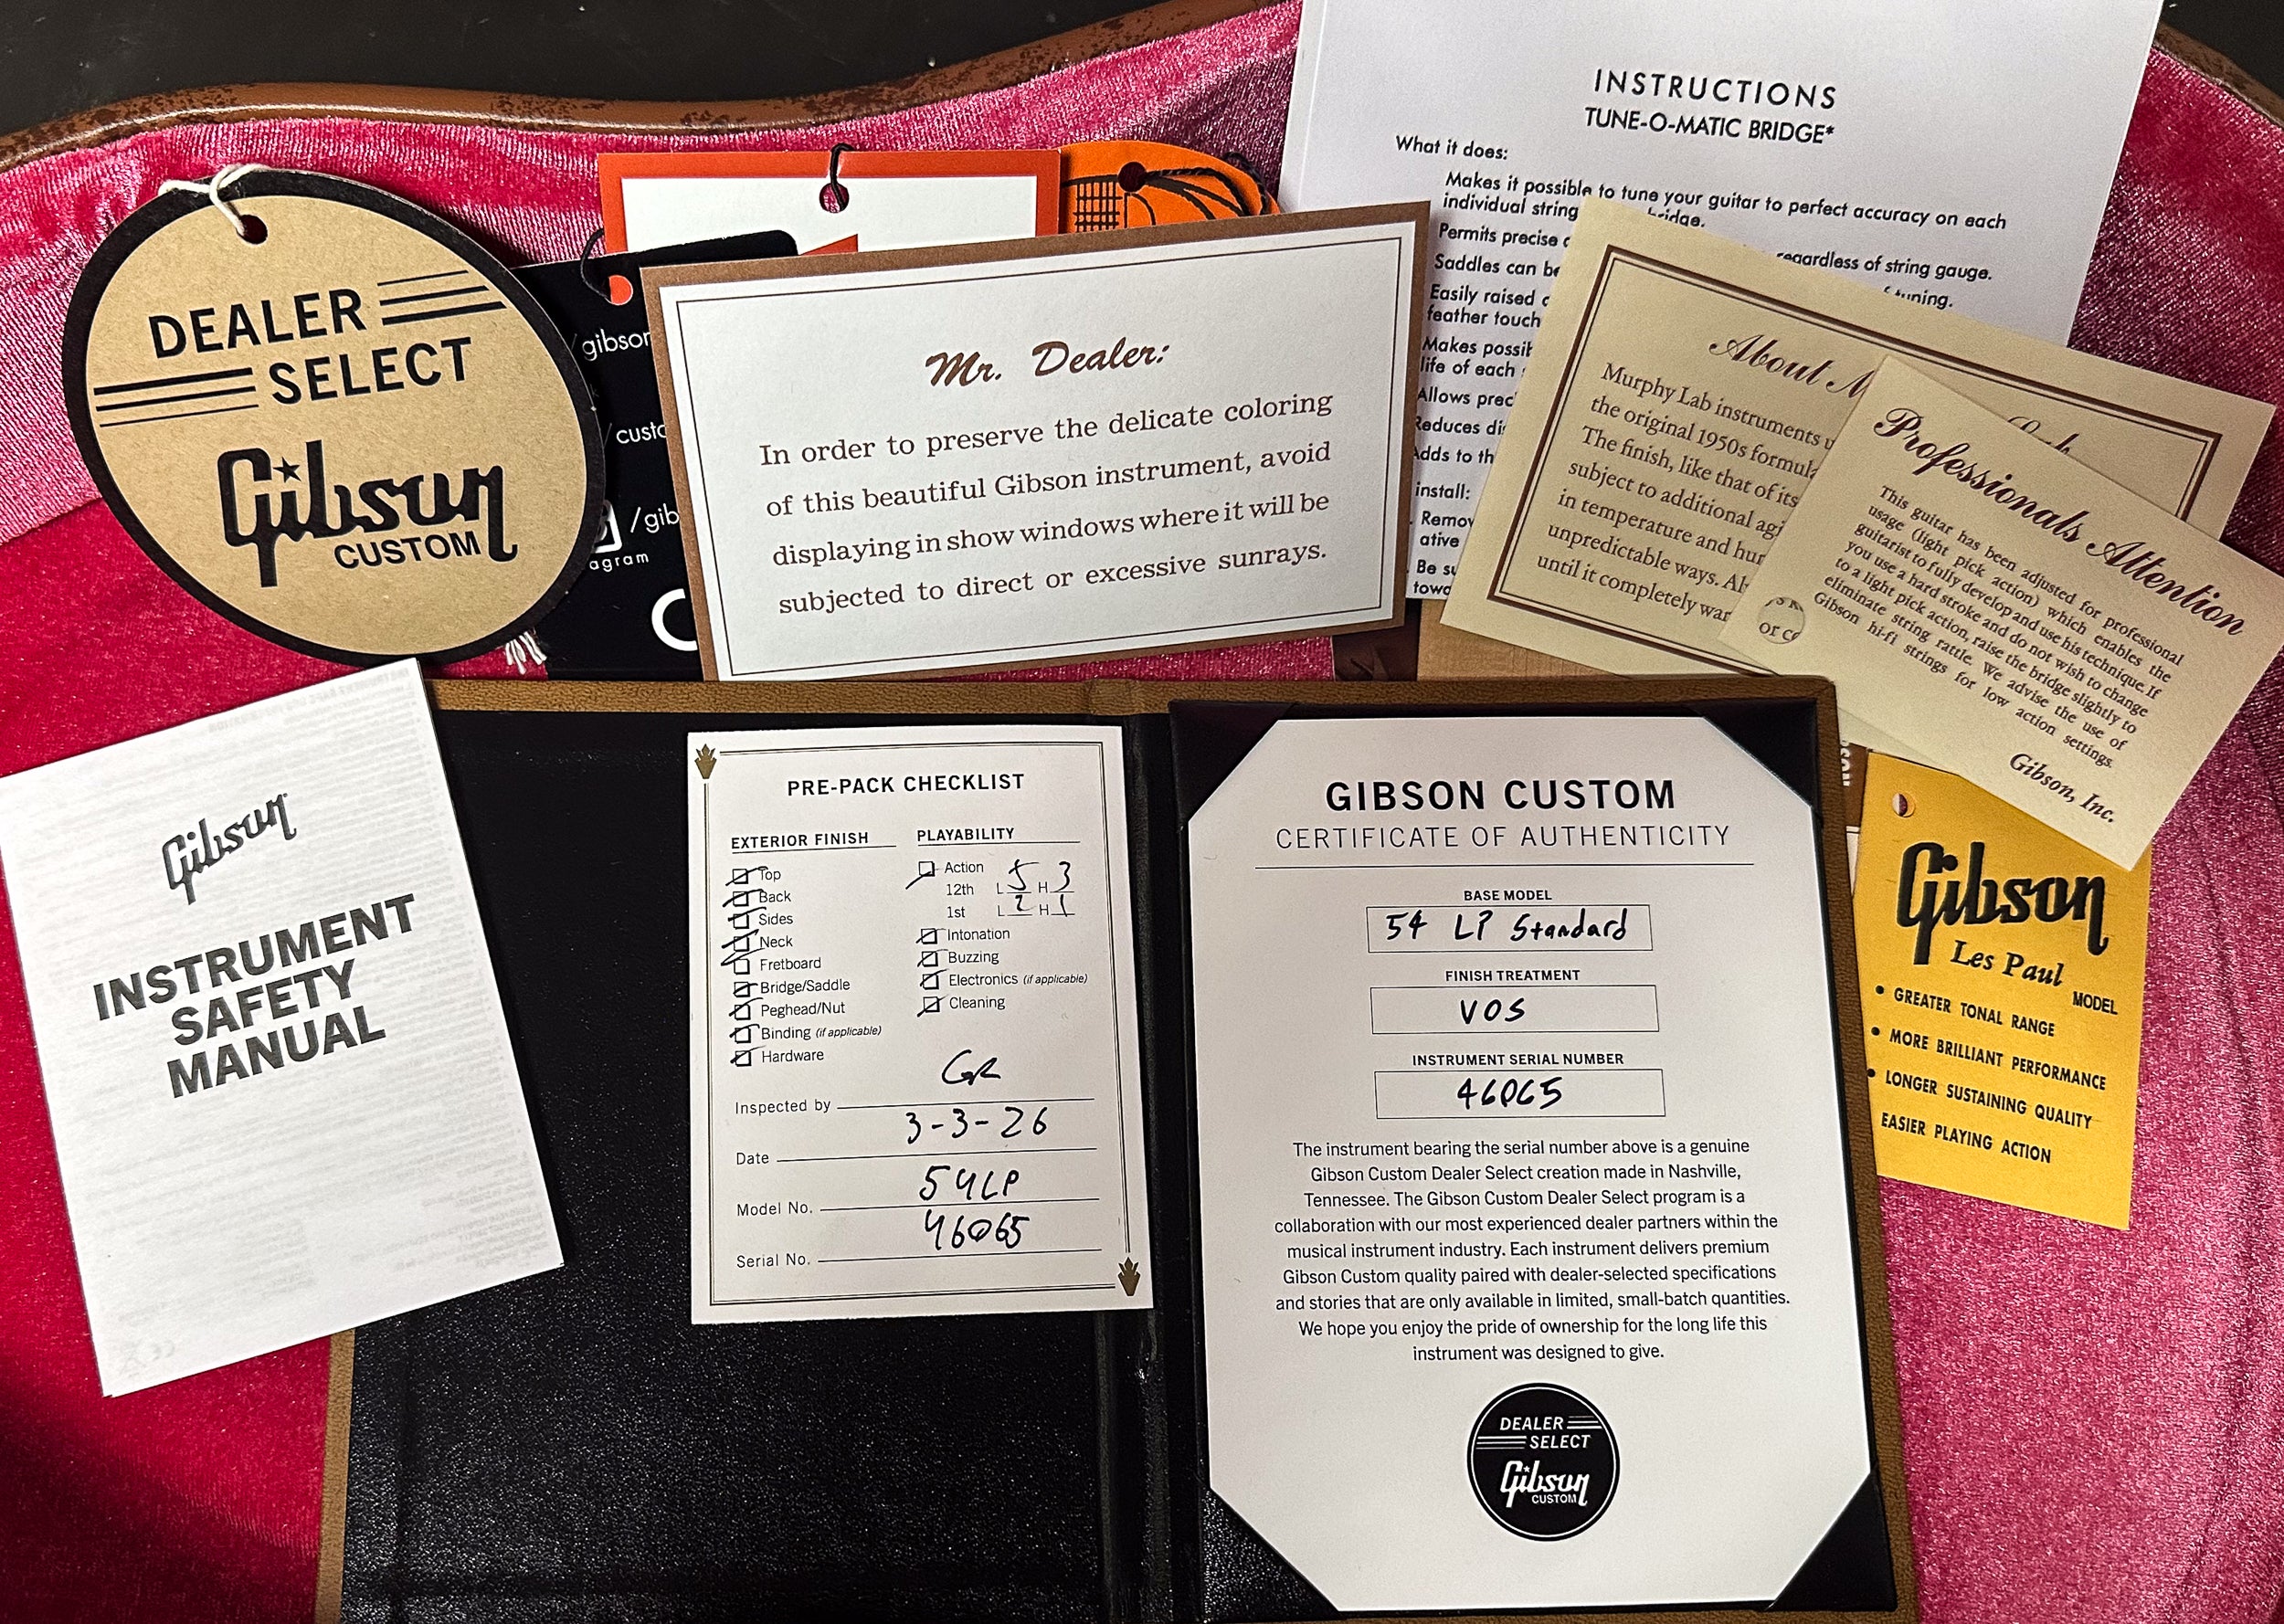 DEALER
SELECT
Gibson
CUSTOM
/gibson
/custo
/gib
agram
Mr. Dealer:
In order to preserve the delicate coloring
of this beautiful Gibson instrument, avoid
displaying in show windows where it will be
subjected to direct or excessive sunrays.
INSTRUCTIONS
TUNE-O-MATIC BRIDGE*
What it does:
Makes it possible to tune your guitar to perfect accuracy on each
individual string bridge.
Permits precise regardless of string gauge.
Saddles can be tuning.
Easily raised
feather touch
Makes possib
life of each
Allows prec
Reduces di
Adds to th
install:
Remov
ative
Be su
towa
About M
Murphy Lab instruments u
the original 1950s formula
The finish, like that of its
subject to additional agi
in temperature and hum
unpredictable ways. Al
until it completely war
or co
Professionals Attention
This guitar has been adjusted for professional
usage (light pick action) which enables the
guitarist to fully develop and use his technique. If
you use a hard stroke and do not wish to change
to a light pick action, raise the bridge slightly to
eliminate string rattle. We advise the use of
Gibson hi-fi strings for low action settings.
Gibson, Inc.
Gibson
INSTRUMENT
SAFETY
MANUAL
PRE-PACK CHECKLIST
EXTERIOR FINISH
Top
Back
Sides
Neck
Fretboard
Bridge/Saddle
Peghead/Nut
Binding (if applicable)
Hardware
PLAYABILITY
Action
12th L 5 H 3
1st L 2 H 1
Intonation
Buzzing
Electronics (if applicable)
Cleaning
Inspected by GR
Date 3-3-26
Model No. 54LP
Serial No. 46065
GIBSON CUSTOM
CERTIFICATE OF AUTHENTICITY
BASE MODEL
54 LP Standard
FINISH TREATMENT
VOS
INSTRUMENT SERIAL NUMBER
46065
The instrument bearing the serial number above is a genuine
Gibson Custom Dealer Select creation made in Nashville,
Tennessee. The Gibson Custom Dealer Select program is a
collaboration with our most experienced dealer partners within the
musical instrument industry. Each instrument delivers premium
Gibson Custom quality paired with dealer-selected specifications
and stories that are only available in limited, small-batch quantities.
We hope you enjoy the pride of ownership for the long life this
instrument was designed to give.
DEALER
SELECT
Gibson
CUSTOM
Gibson
Les Paul MODEL
• GREATER TONAL RANGE
• MORE BRILLIANT PERFORMANCE
• LONGER SUSTAINING QUALITY
EASIER PLAYING ACTION